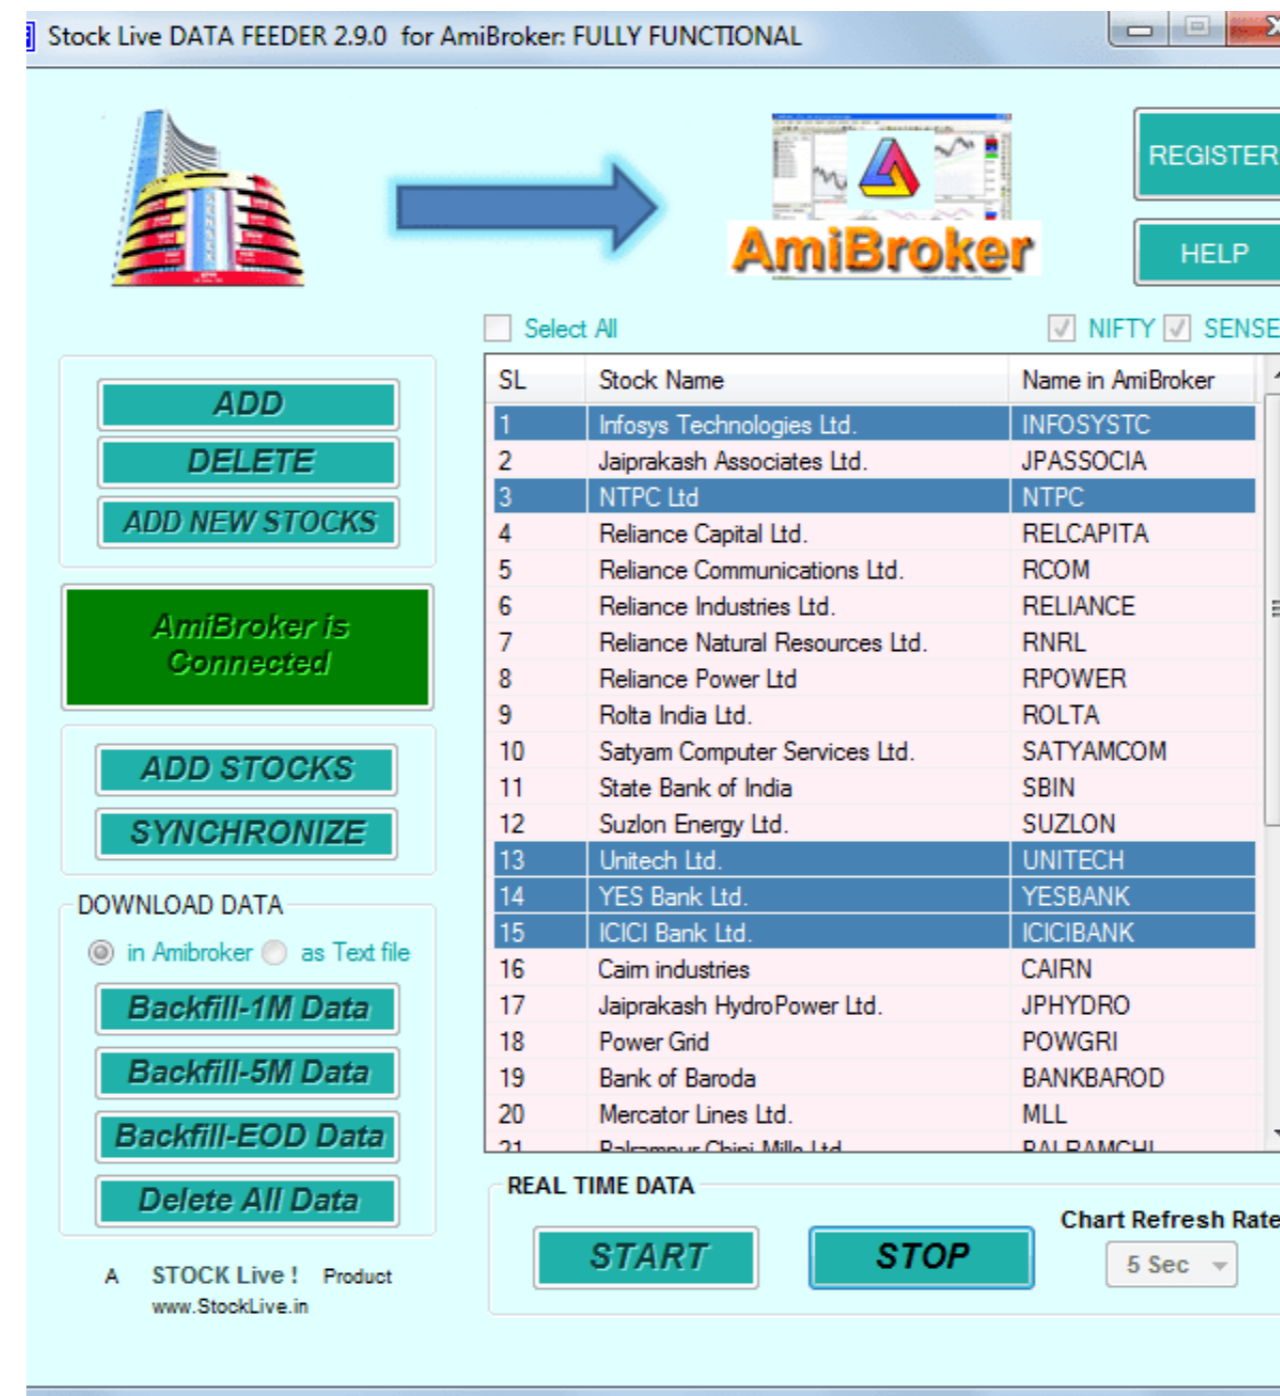 Stock Live DATA FEEDER 2.9.0 for AmiBroker: FULLY FUNCTIONAL
REGISTER
AmiBroker
HELP
Select All
NIFTY SENSE
SL Stock Name Name in AmiBroker
1 Infosys Technologies Ltd. INFOSYSTC
2 Jaiprakash Associates Ltd. JPASSOCIA
3 NTPC Ltd NTPC
4 Reliance Capital Ltd. RELCAPITA
5 Reliance Communications Ltd. RCOM
6 Reliance Industries Ltd. RELIANCE
7 Reliance Natural Resources Ltd. RNRL
8 Reliance Power Ltd RPOWER
9 Rolta India Ltd. ROLTA
10 Satyam Computer Services Ltd. SATYAMCOM
11 State Bank of India SBIN
12 Suzlon Energy Ltd. SUZLON
13 Unitech Ltd. UNITECH
14 YES Bank Ltd. YESBANK
15 ICICI Bank Ltd. ICICIBANK
16 Cairn industries CAIRN
17 Jaiprakash HydroPower Ltd. JPHYDRO
18 Power Grid POWGRI
19 Bank of Baroda BANKBAROD
20 Mercator Lines Ltd. MLL
21 Balrampur Chini Mills Ltd BALRAMCHI
ADD
DELETE
ADD NEW STOCKS
AmiBroker is
Connected
ADD STOCKS
SYNCHRONIZE
DOWNLOAD DATA
in Amibroker as Text file
Backfill-1M Data
Backfill-5M Data
Backfill-EOD Data
Delete All Data
A STOCK Live ! Product
www.StockLive.in
REAL TIME DATA
START
STOP
Chart Refresh Rate
5 Sec